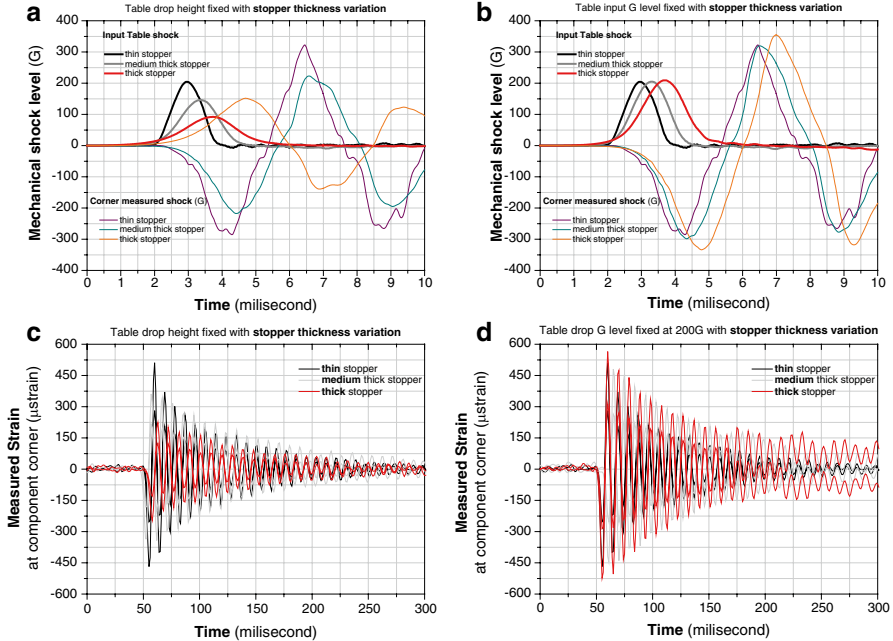 a
Table drop height fixed with stopper thickness variation
Mechanical shock level (G)
400
300
200
100
0
-100
-200
-300
-400
Input Table shock
thin stopper
medium thick stopper
thick stopper
Corner measured shock (G)
thin stopper
medium thick stopper
thick stopper
0 1 2 3 4 5 6 7 8 9 10
Time (milisecond)
b
Table input G level fixed with stopper thickness variation
Mechanical shock level (G)
400
300
200
100
0
-100
-200
-300
-400
Input Table shock
thin stopper
medium thick stopper
thick stopper
Corner measured shock (G)
thin stopper
medium thick stopper
thick stopper
0 1 2 3 4 5 6 7 8 9 10
Time (milisecond)
c
Table drop height fixed with stopper thickness variation
Measured Strain
at component corner (μstrain)
600
450
300
150
0
-150
-300
-450
-600
thin stopper
medium thick stopper
thick stopper
0 50 100 150 200 250 300
Time (milisecond)
d
Table drop G level fixed at 200G with stopper thickness variation
Measured Strain
at component corner (μstrain)
600
450
300
150
0
-150
-300
-450
-600
thin stopper
medium thick stopper
thick stopper
0 50 100 150 200 250 300
Time (milisecond)